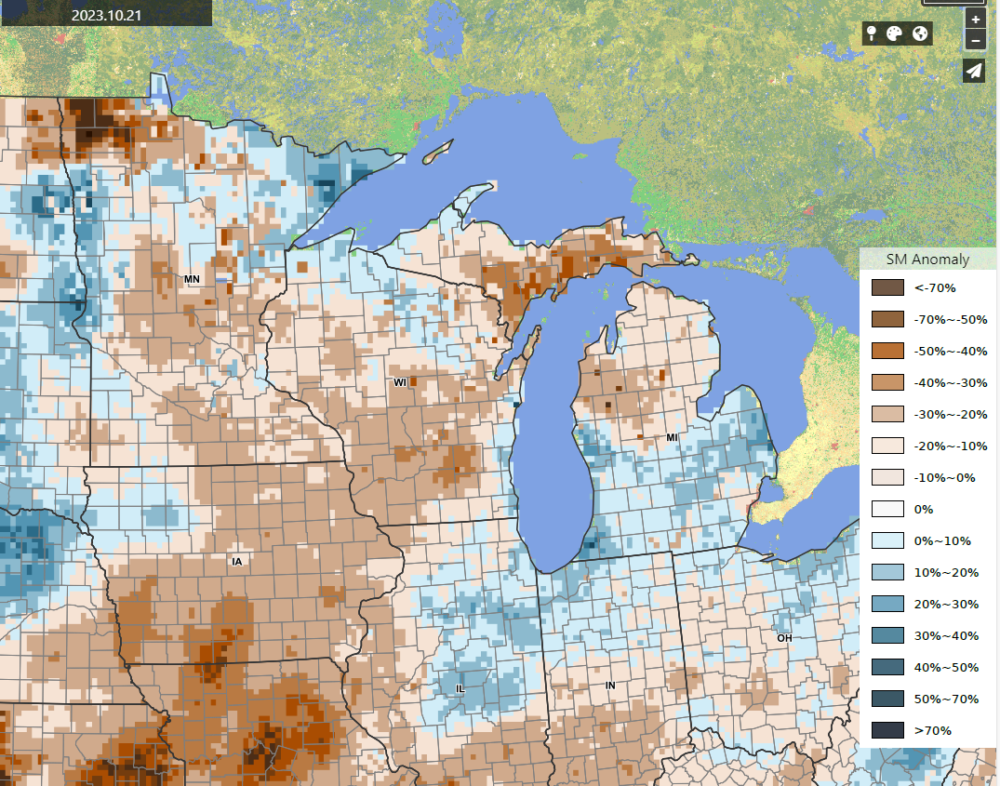 2023.10.21
+
−
SM Anomaly
<-70%
-70%~-50%
-50%~-40%
-40%~-30%
-30%~-20%
-20%~-10%
-10%~0%
0%
0%~10%
10%~20%
20%~30%
30%~40%
40%~50%
50%~70%
>70%
MN
WI
MI
IA
OH
IL
IN